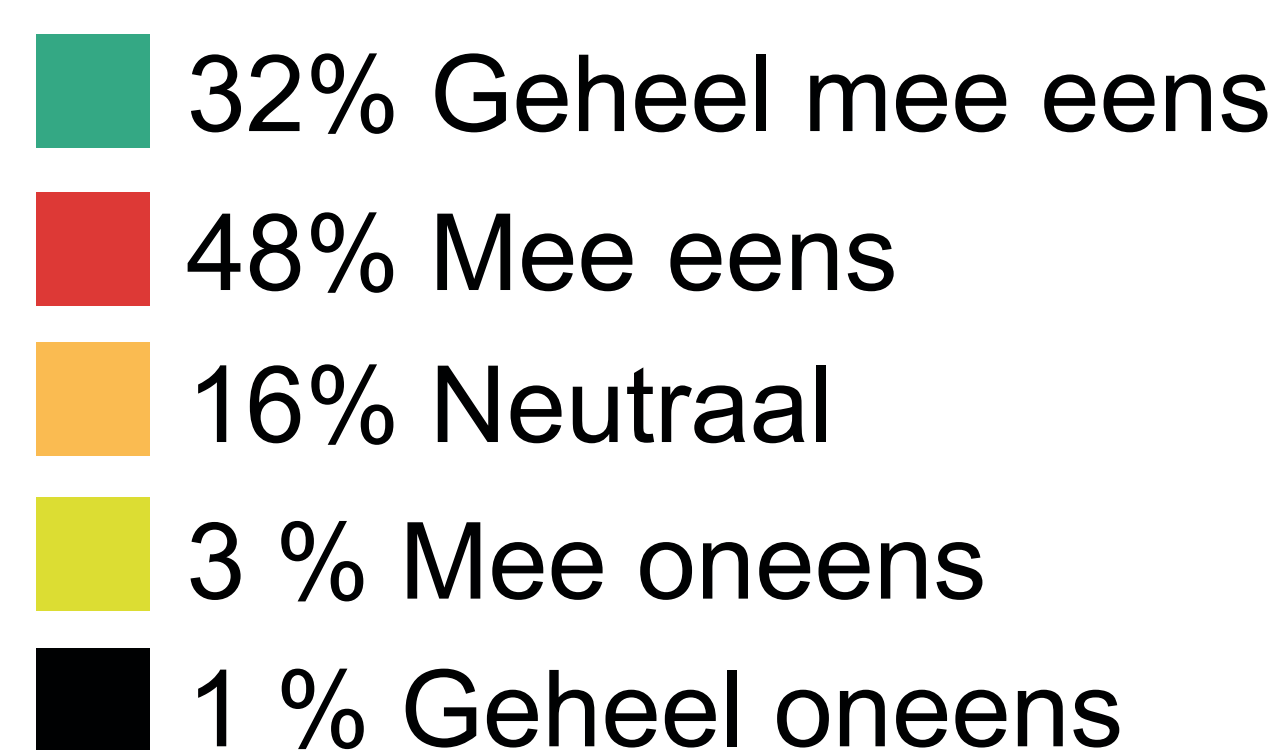 32% Geheel mee eens
48% Mee eens
16% Neutraal
3 % Mee oneens
1 % Geheel oneens